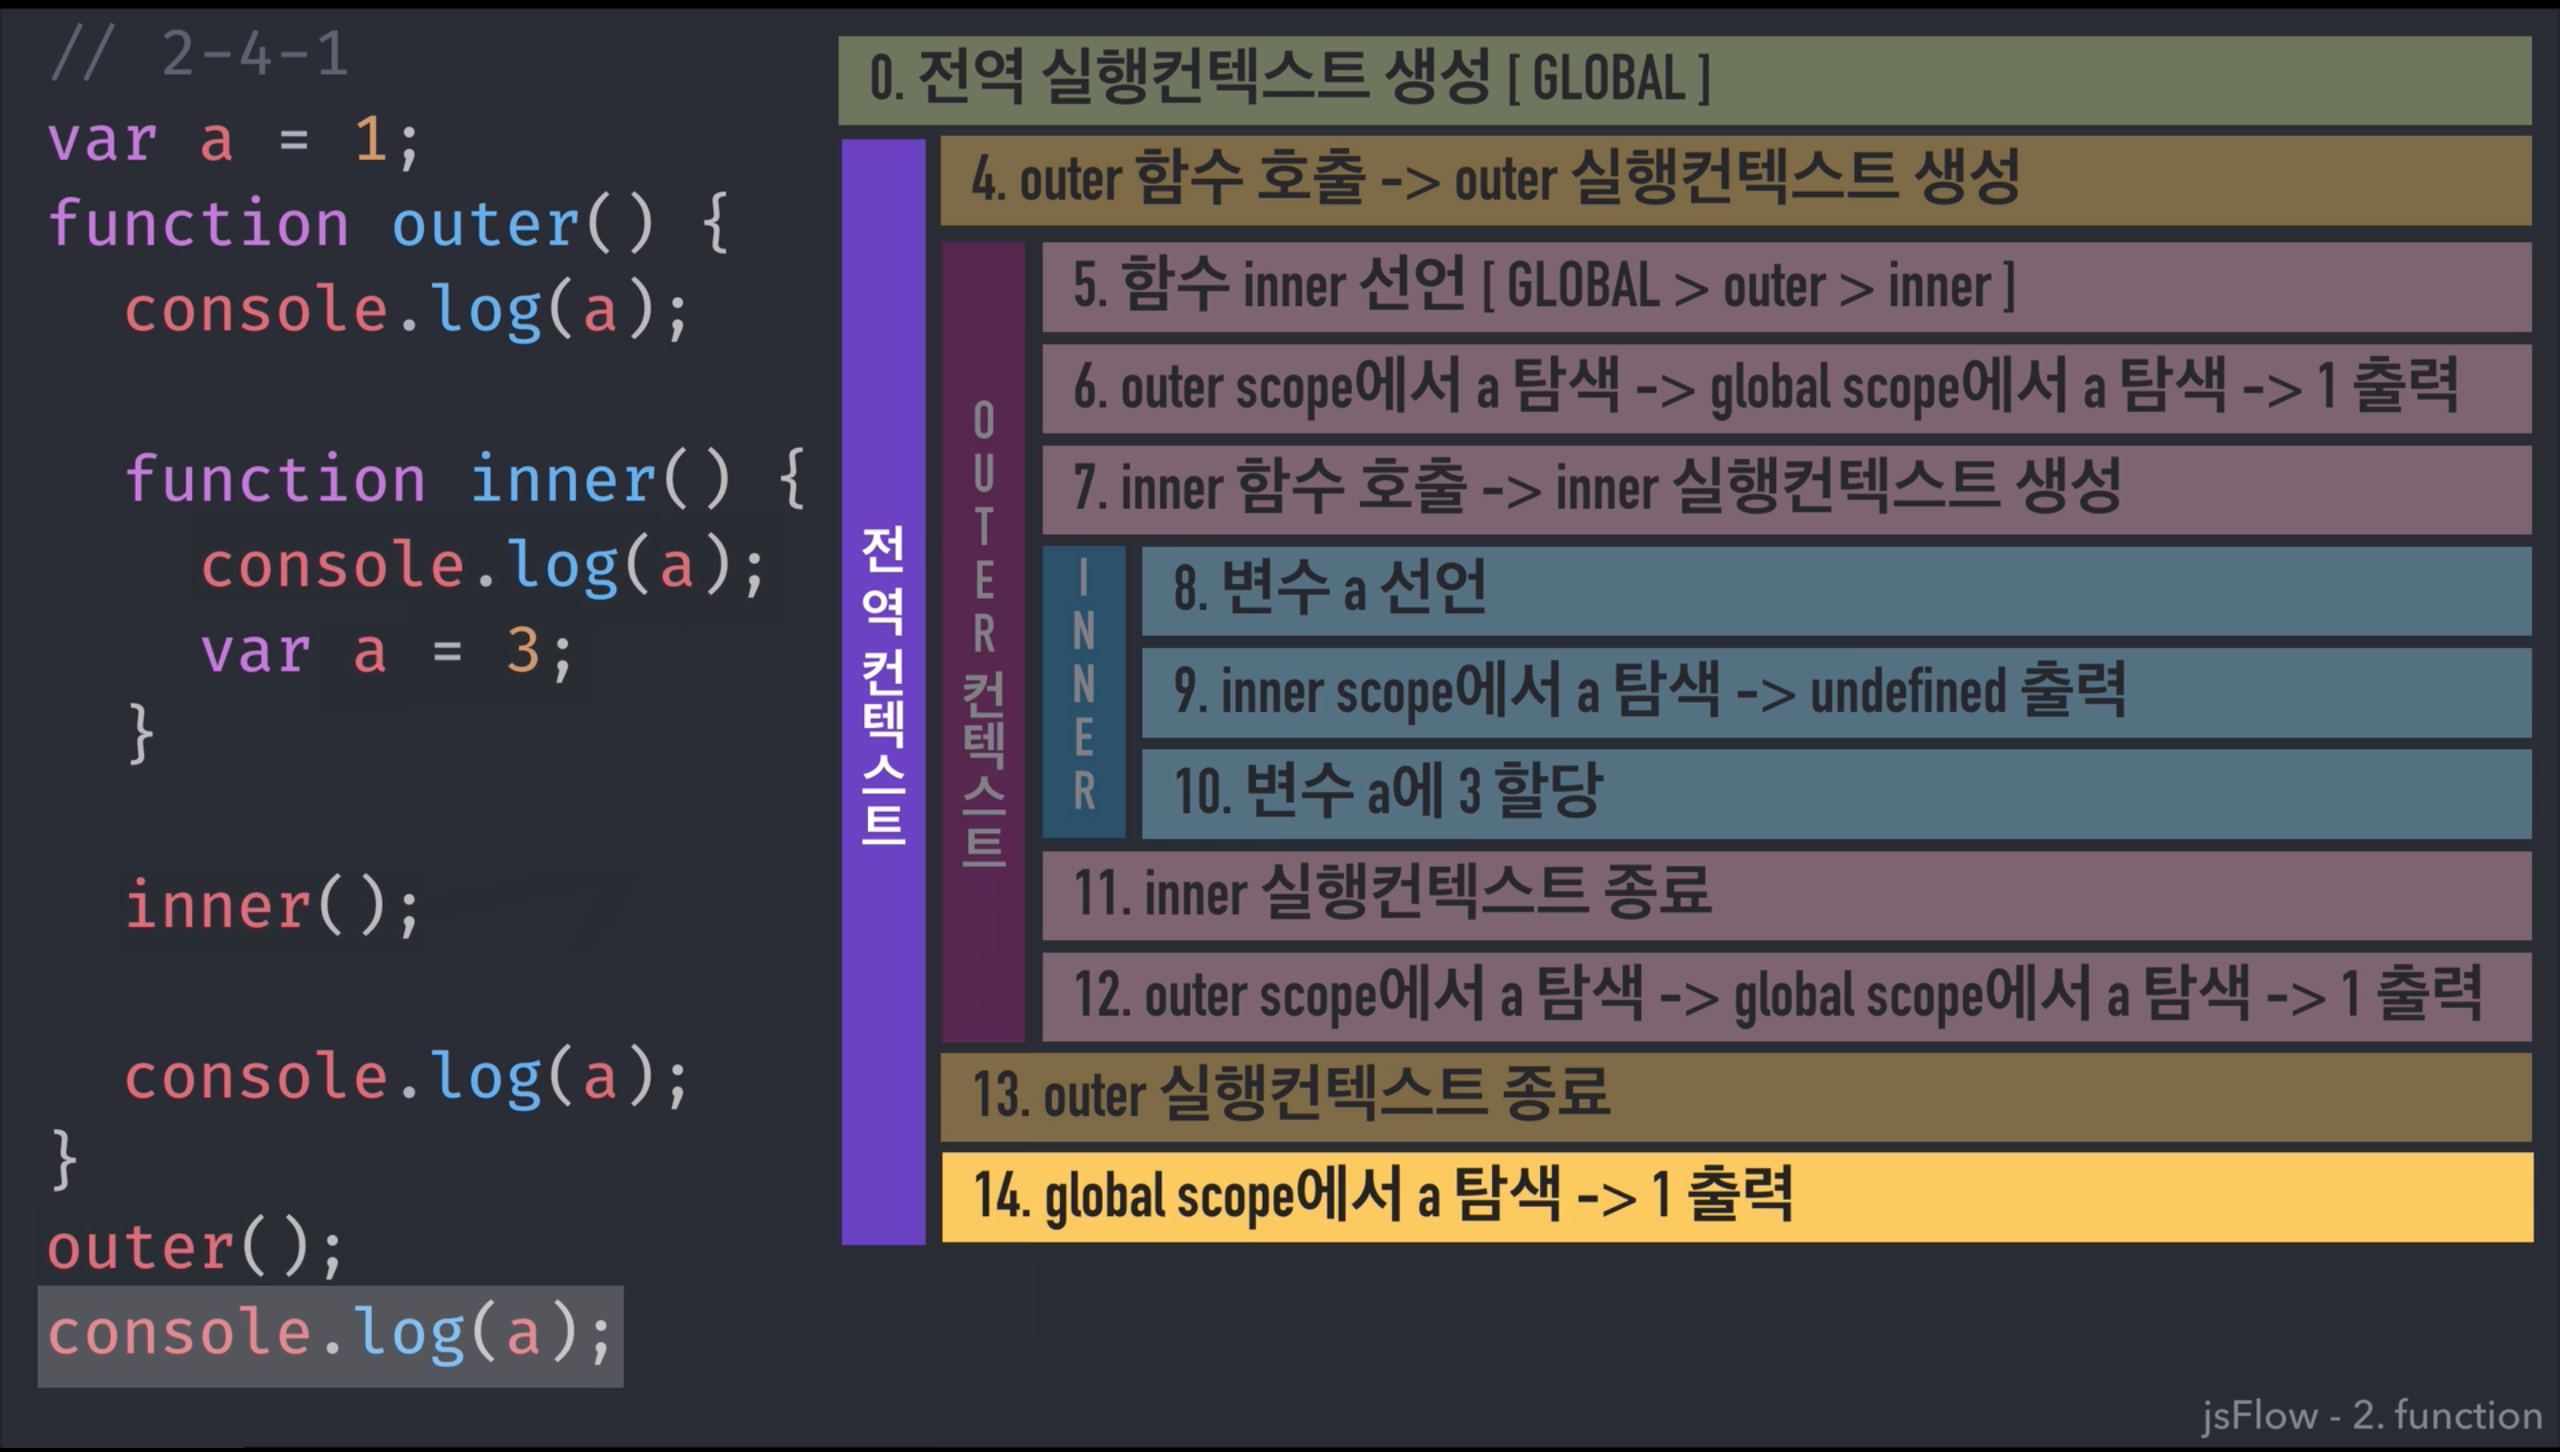 // 2-4-1
var a = 1;
function outer() {
console.log(a);
function inner() {
console.log(a);
var a = 3;
}
inner();
console.log(a);
}
outer();
console.log(a);
0. 전역 실행컨텍스트 생성 [ GLOBAL ]
전역 컨텍스트
4. outer 함수 호출 -> outer 실행컨텍스트 생성
OUTER 컨텍스트
5. 함수 inner 선언 [ GLOBAL > outer > inner ]
6. outer scope에서 a 탐색 -> global scope에서 a 탐색 -> 1 출력
7. inner 함수 호출 -> inner 실행컨텍스트 생성
INNER
8. 변수 a 선언
9. inner scope에서 a 탐색 -> undefined 출력
10. 변수 a에 3 할당
11. inner 실행컨텍스트 종료
12. outer scope에서 a 탐색 -> global scope에서 a 탐색 -> 1 출력
13. outer 실행컨텍스트 종료
14. global scope에서 a 탐색 -> 1 출력
jsFlow - 2. function